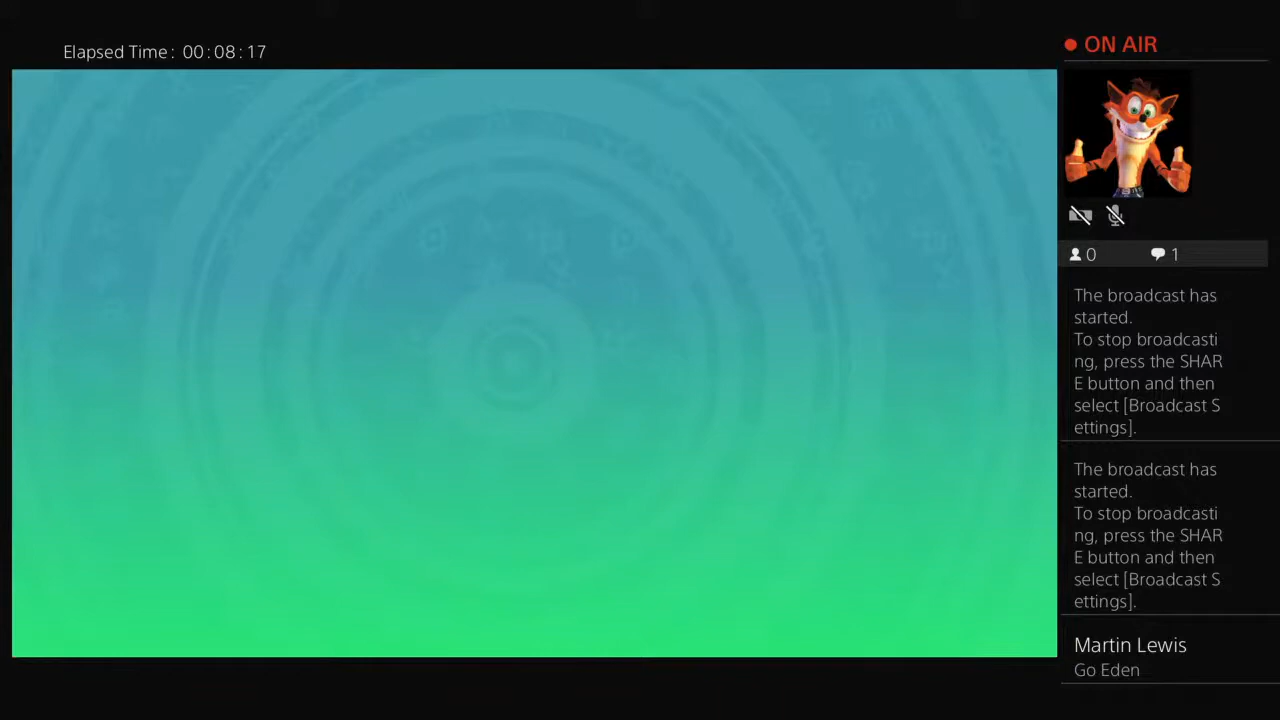 Elapsed Time: 00:08:17
ON AIR
0
1
The broadcast has
started.
To stop broadcasti
ng, press the SHAR
E button and then
select [Broadcast S
ettings].
The broadcast has
started.
To stop broadcasti
ng, press the SHAR
E button and then
select [Broadcast S
ettings].
Martin Lewis
Go Eden